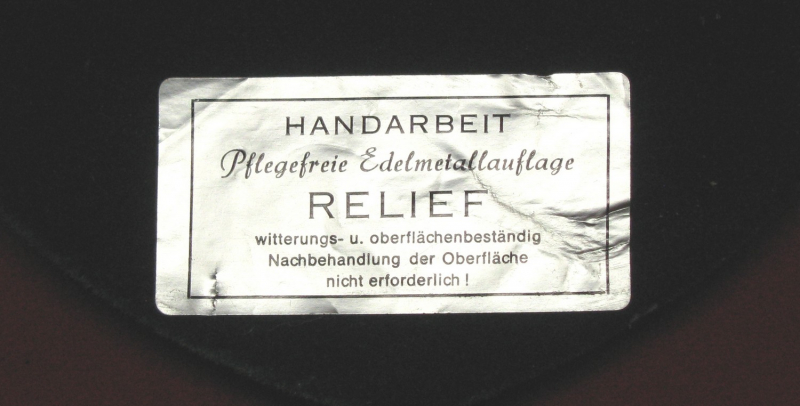 HANDARBEIT
Pflegefreie Edelmetallauflage
RELIEF
witterungs- u. oberflächenbeständig
Nachbehandlung der Oberfläche
nicht erforderlich !